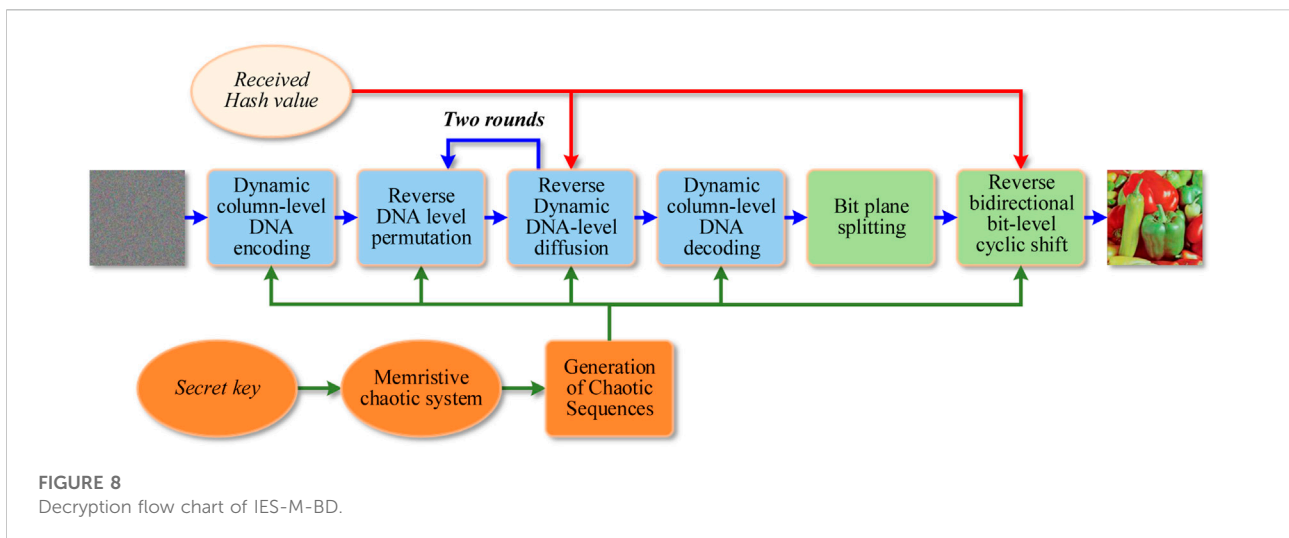 Received
Hash value
Two rounds
Dynamic
column-level
DNA
encoding
Reverse
DNA level
permutation
Reverse
Dynamic
DNA-level
diffusion
Dynamic
column-level
DNA
decoding
Bit plane
splitting
Reverse
bidirectional
bit-level
cyclic shift
Secret key
Memristive
chaotic system
Generation
of Chaotic
Sequences
FIGURE 8
Decryption flow chart of IES-M-BD.